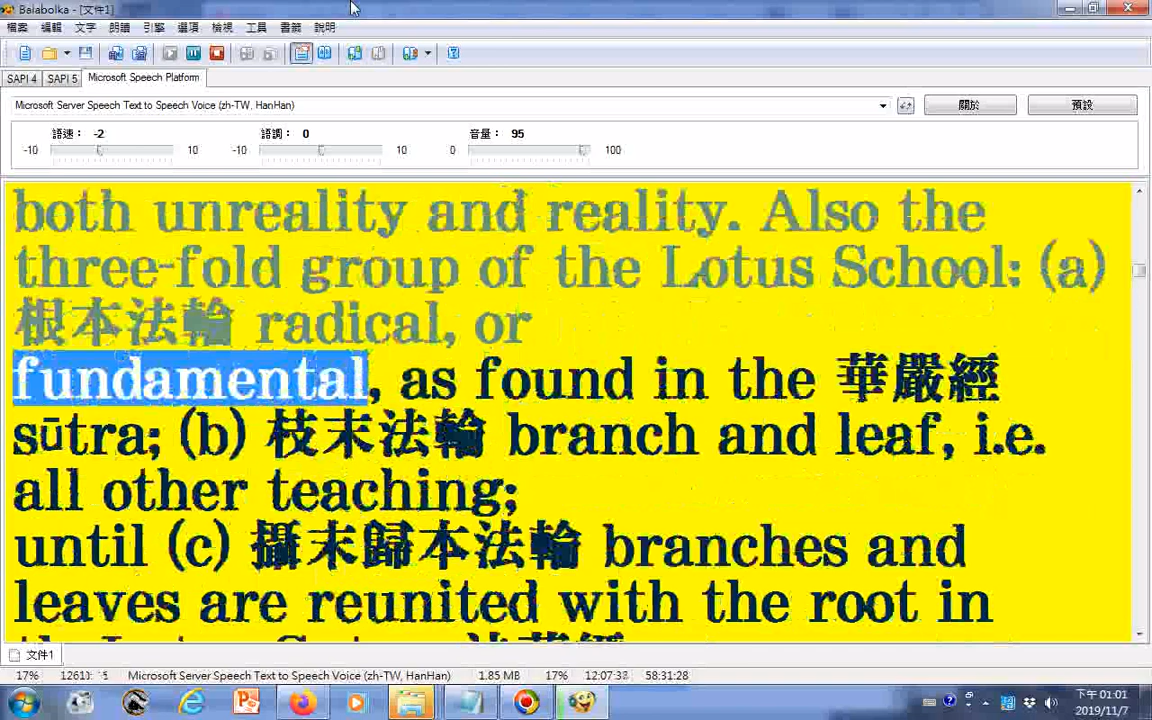 Balabolka - [文件1]
檔案 編輯 文字 朗讀 引擎 選項 檢視 工具 書籤 說明
SAPI 4 SAPI 5 Microsoft Speech Platform
Microsoft Server Speech Text to Speech Voice (zh-TW, HanHan) 關於 預設
語速： -2 語調： 0 音量： 95
-10 10 -10 10 0 100
both unreality and reality. Also the
three-fold group of the Lotus School: (a)
根本法輪 radical, or
fundamental, as found in the 華嚴經
sūtra; (b) 枝末法輪 branch and leaf, i.e.
all other teaching;
until (c) 攝末歸本法輪 branches and
leaves are reunited with the root in
文件1
17% Microsoft Server Speech Text to Speech Voice (zh-TW, HanHan) 1.85 MB 17% 12:07:33 58:31:28
下午 01:01
2019/11/7